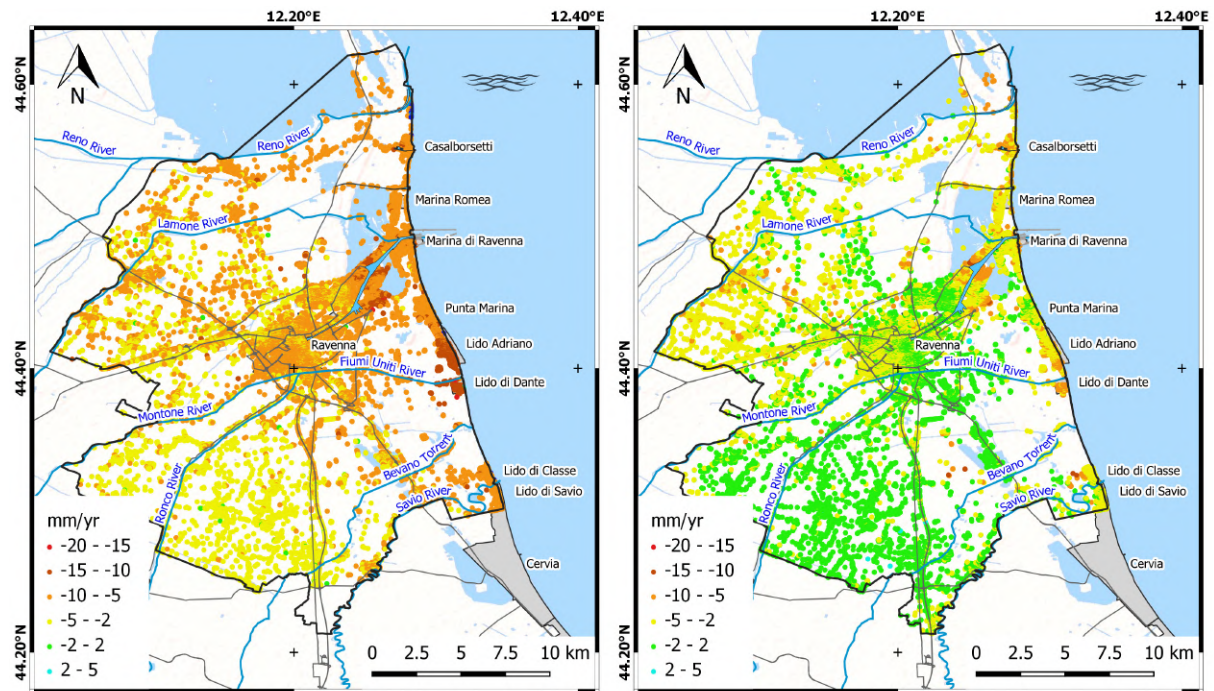 12.20°E
12.40°E
44.60°N
44.40°N
44.20°N
N
Reno River
Reno River
Casalborsetti
Marina Romea
Lamone River
Marina di Ravenna
Punta Marina
Ravenna
Lido Adriano
Fiumi Uniti River
Lido di Dante
Montone River
Ronco River
Bevano Torrent
Lido di Classe
Savio River
Lido di Savio
Cervia
mm/yr
-20 - -15
-15 - -10
-10 - -5
-5 - -2
-2 - 2
2 - 5
0 2.5 5 7.5 10 km
12.20°E
12.40°E
44.60°N
44.40°N
44.20°N
N
Reno River
Reno River
Casalborsetti
Marina Romea
Lamone River
Marina di Ravenna
Punta Marina
Ravenna
Lido Adriano
Fiumi Uniti River
Lido di Dante
Montone River
Ronco River
Bevano Torrent
Lido di Classe
Savio River
Lido di Savio
Cervia
mm/yr
-20 - -15
-15 - -10
-10 - -5
-5 - -2
-2 - 2
2 - 5
0 2.5 5 7.5 10 km